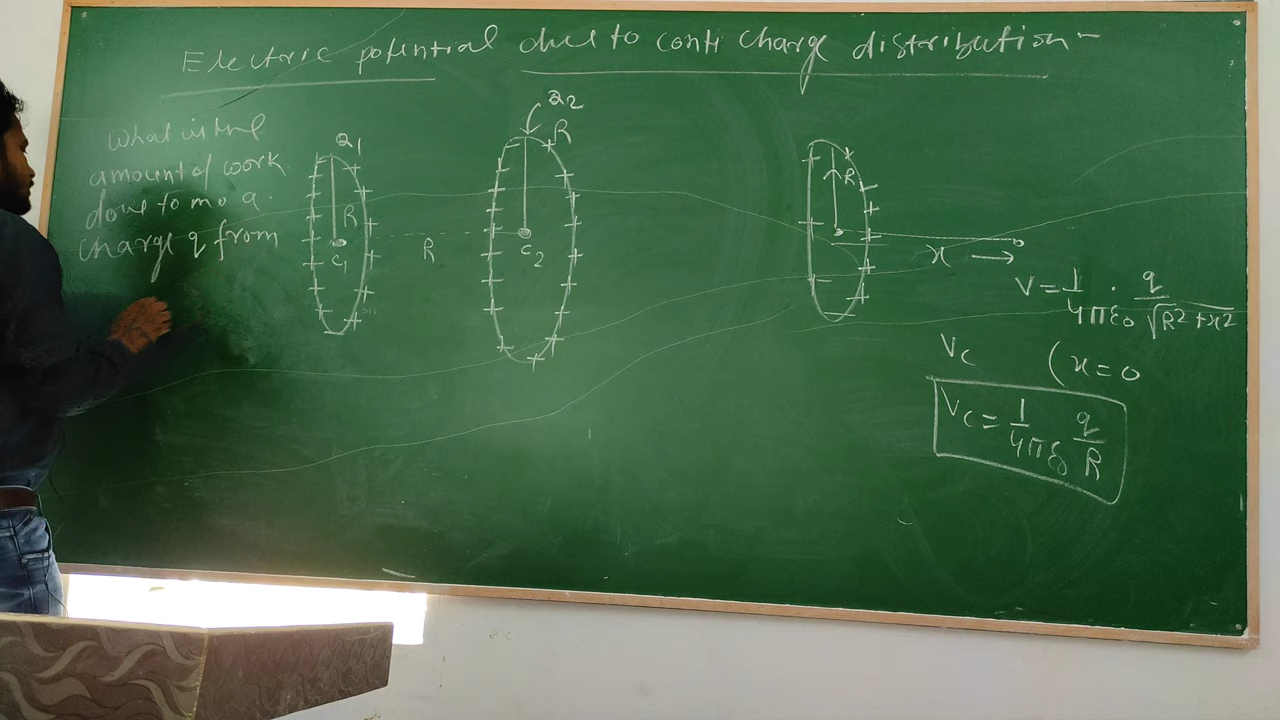 Electric potential due to conti charge distribution -
What is the
amount of work
done to mo a
charge q from
Q1
R
C1
R
Q2
R
C2
R
x →
V = 1/4πε0 · q/√R²+x²
Vc (x=0
Vc = 1/4πε0 q/R